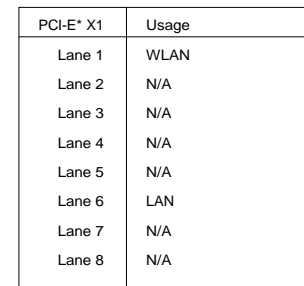 PCI-E* X1 Usage
Lane 1 WLAN
Lane 2 N/A
Lane 3 N/A
Lane 4 N/A
Lane 5 N/A
Lane 6 LAN
Lane 7 N/A
Lane 8 N/A